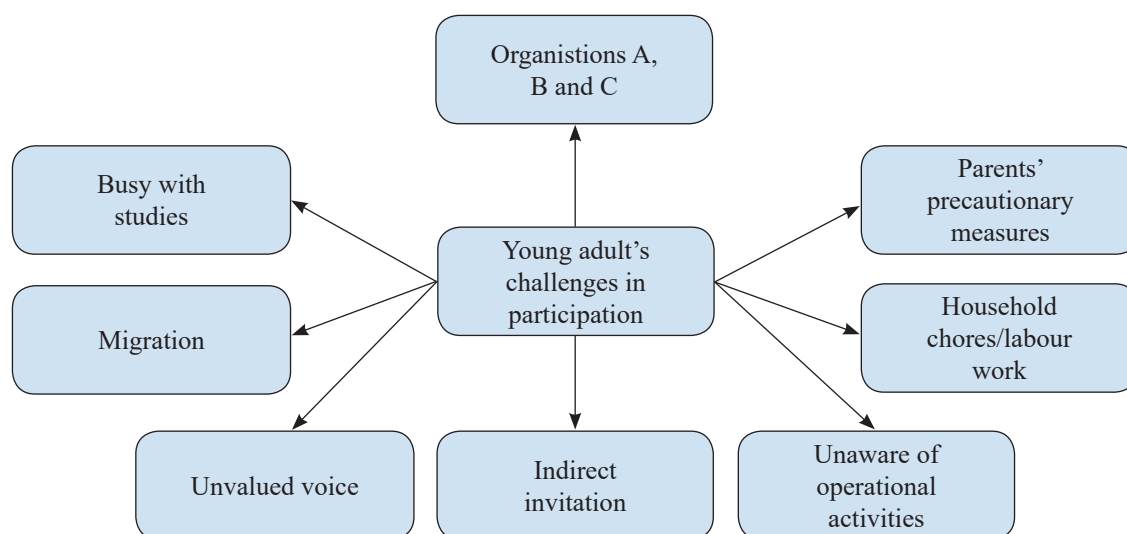 Organistions A,
B and C
Busy with
studies
Parents’
precautionary
measures
Young adult’s
challenges in
participation
Migration
Household
chores/labour
work
Unvalued voice
Indirect
invitation
Unaware of
operational
activities